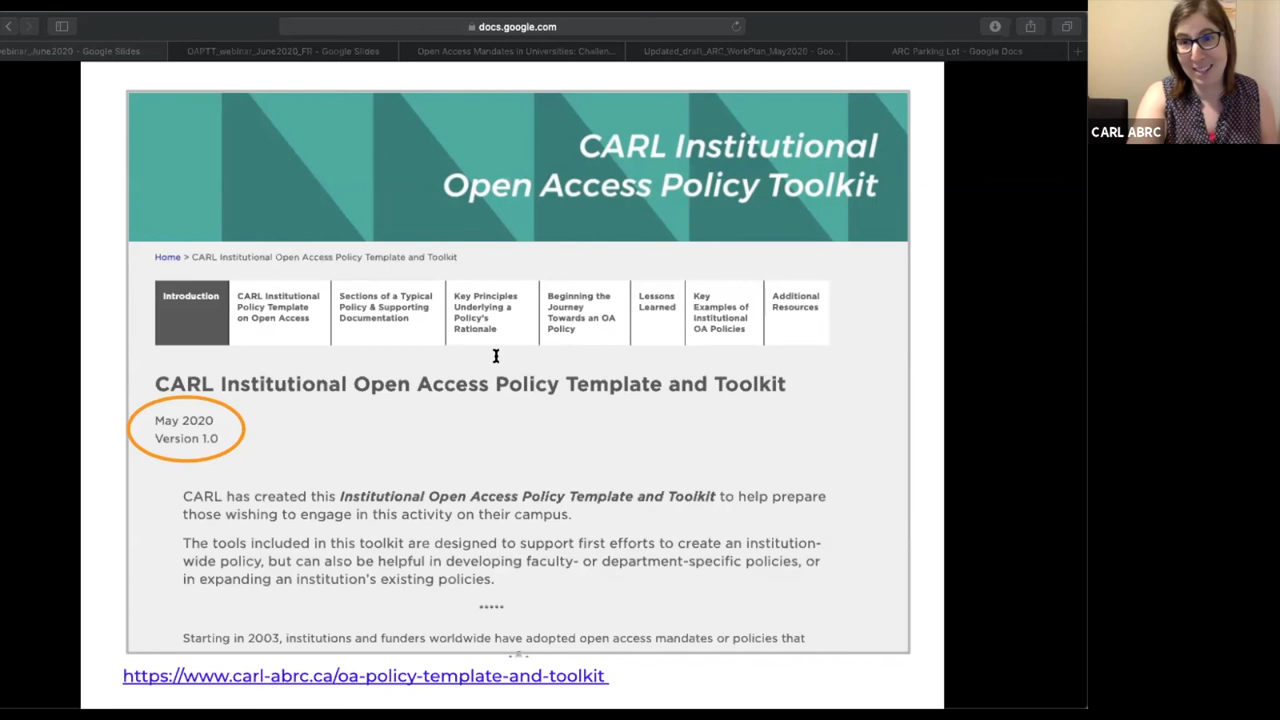 docs.google.com
ebinar_June2020 - Google Slides
OAPTT_webinar_June2020_FR - Google Slides
Open Access Mandates in Universities: Challen...
Updated_draft_ARC_WorkPlan_May2020 - Goo...
ARC Parking Lot - Google Docs
CARL ABRC
CARL Institutional
Open Access Policy Toolkit
Home > CARL Institutional Open Access Policy Template and Toolkit
Introduction
CARL Institutional
Policy Template
on Open Access
Sections of a Typical
Policy & Supporting
Documentation
Key Principles
Underlying a
Policy's
Rationale
Beginning the
Journey
Towards an OA
Policy
Lessons
Learned
Key
Examples of
Institutional
OA Policies
Additional
Resources
CARL Institutional Open Access Policy Template and Toolkit
May 2020
Version 1.0
CARL has created this Institutional Open Access Policy Template and Toolkit to help prepare
those wishing to engage in this activity on their campus.
The tools included in this toolkit are designed to support first efforts to create an institution-
wide policy, but can also be helpful in developing faculty- or department-specific policies, or
in expanding an institution's existing policies.
*****
Starting in 2003, institutions and funders worldwide have adopted open access mandates or policies that
https://www.carl-abrc.ca/oa-policy-template-and-toolkit